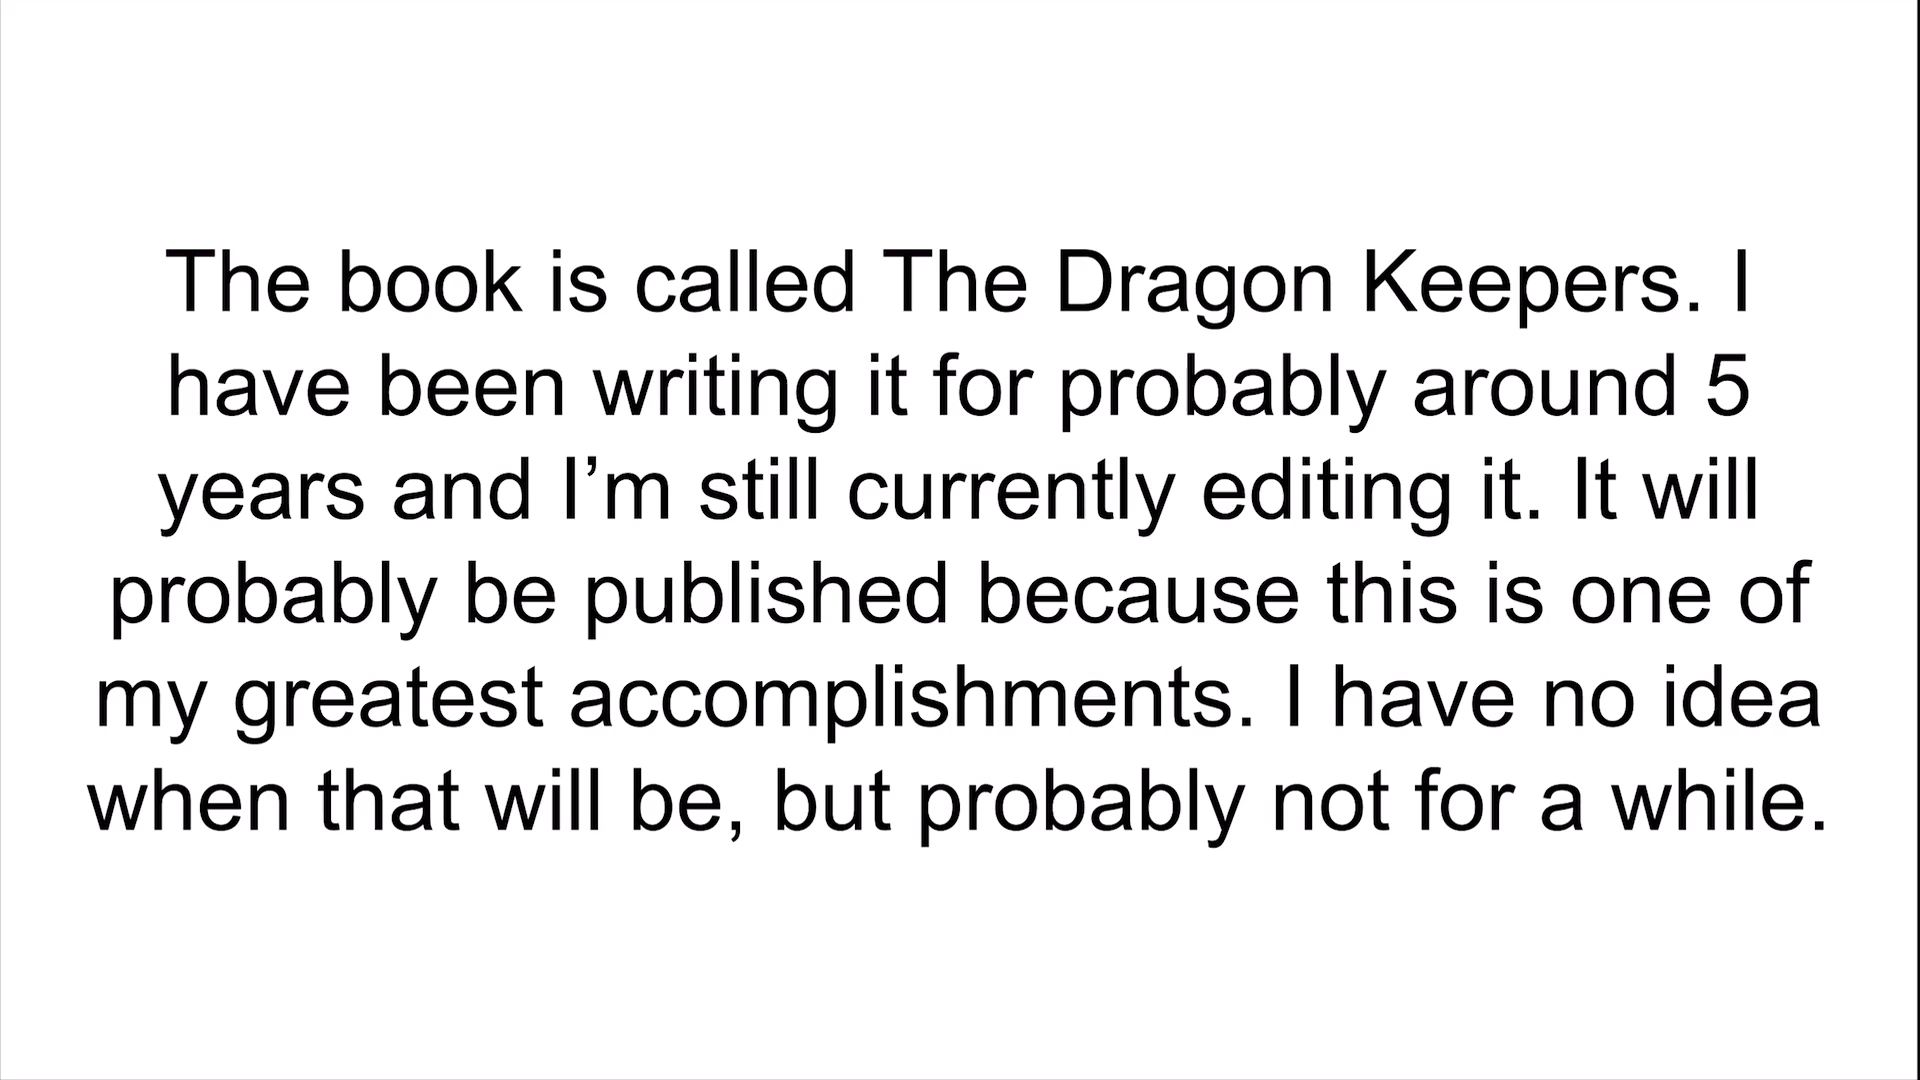 The book is called The Dragon Keepers. I
have been writing it for probably around 5
years and I’m still currently editing it. It will
probably be published because this is one of
my greatest accomplishments. I have no idea
when that will be, but probably not for a while.